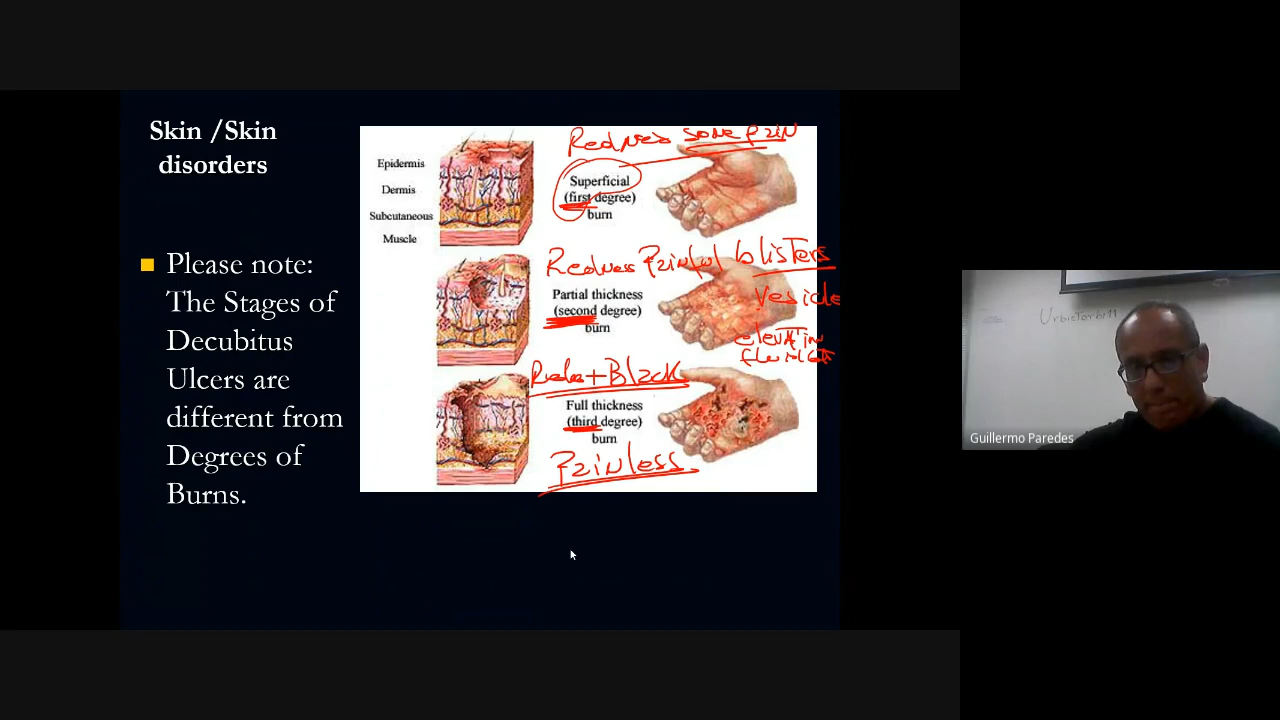 Skin /Skin
disorders
Please note:
The Stages of
Decubitus
Ulcers are
different from
Degrees of
Burns.
Epidermis
Dermis
Subcutaneous
Muscle
Redness some pain
Superficial
(first degree)
burn
Redness Painful blisters
Partial thickness
(second degree)
burn
Vesicle
fluid
+Black
Full thickness
(third degree)
burn
Painless
Guillermo Paredes